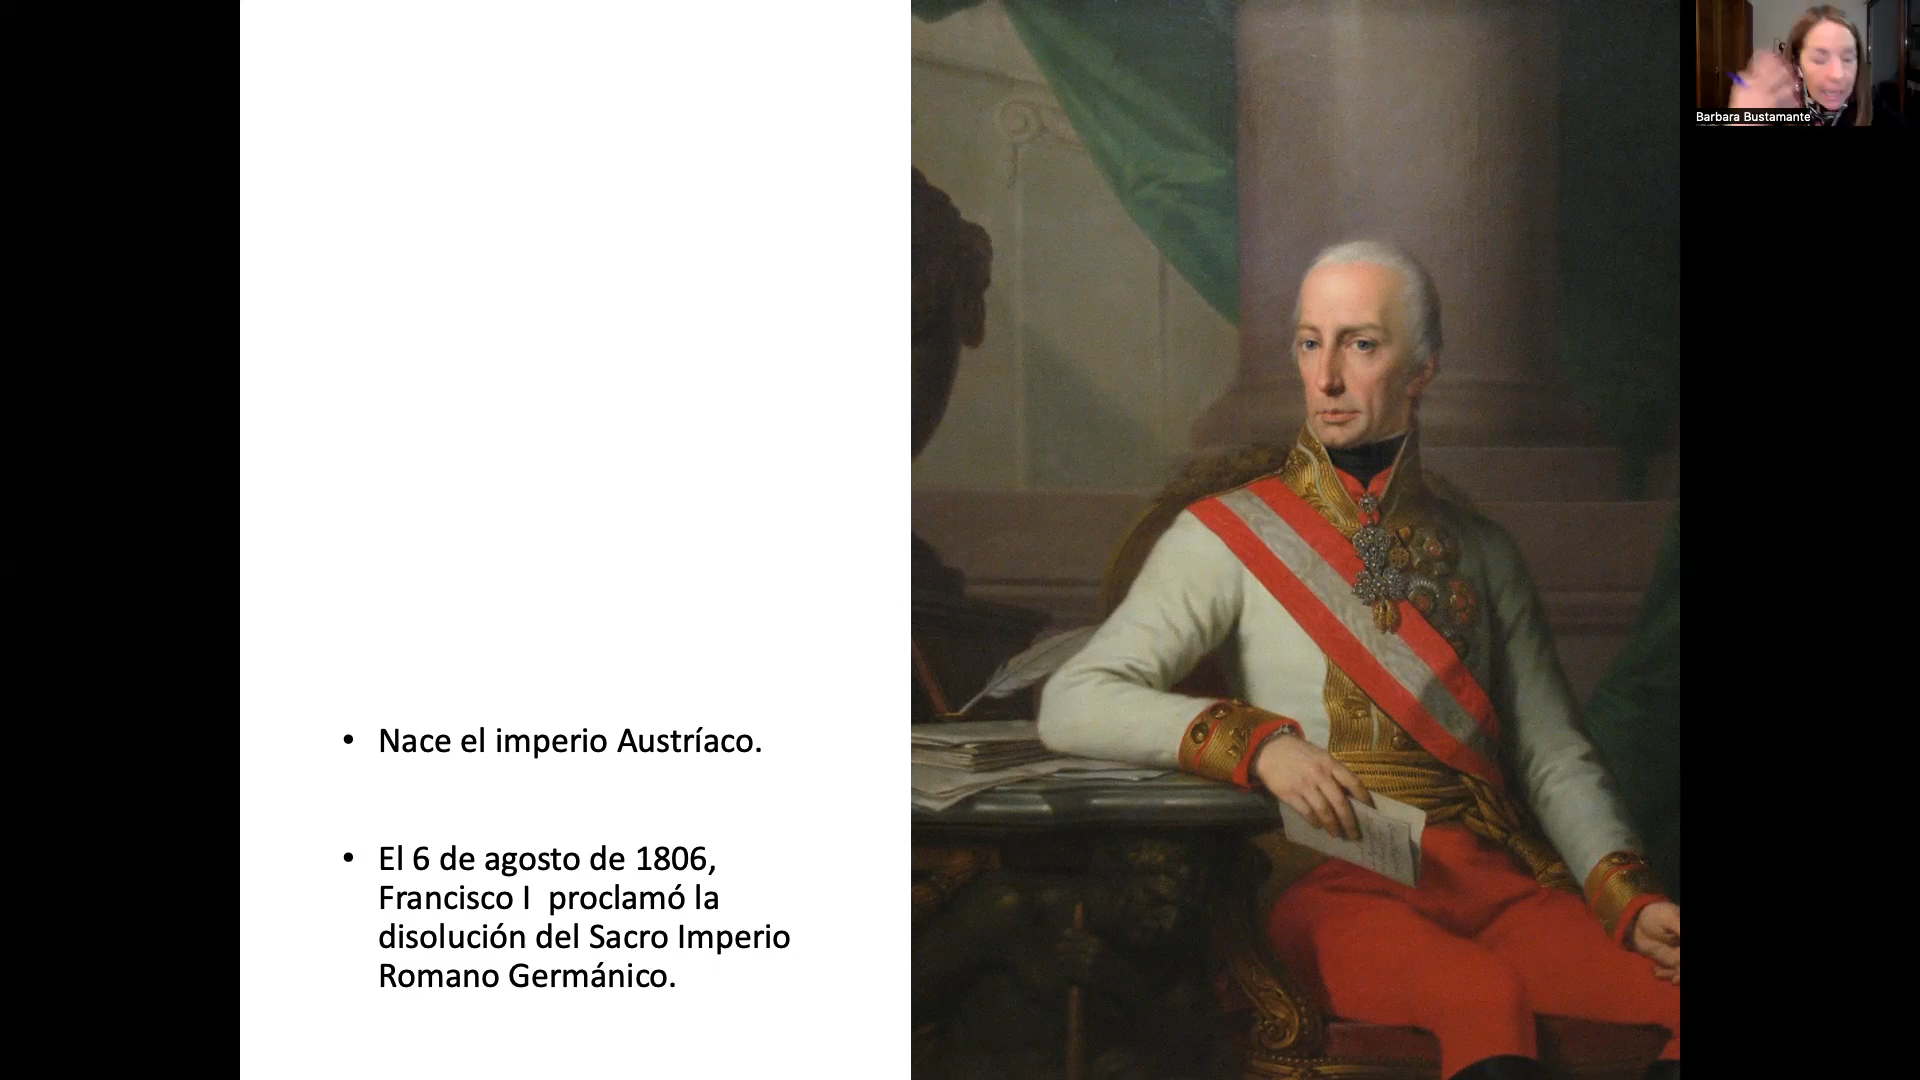 Barbara Bustamante
• Nace el imperio Austríaco.
• El 6 de agosto de 1806,
Francisco I  proclamó la
disolución del Sacro Imperio
Romano Germánico.